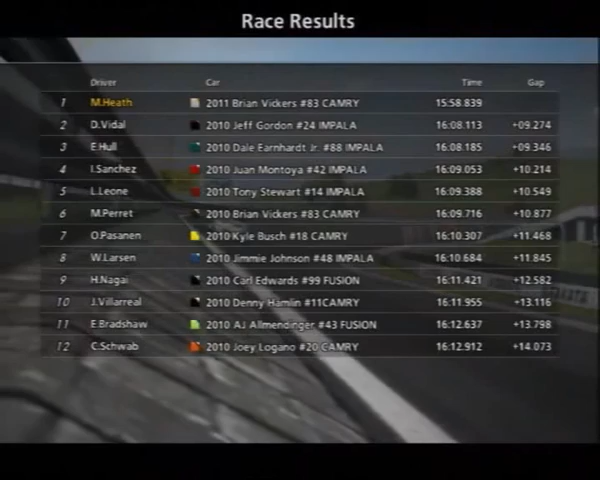 Race Results
Driver Car Time Gap
1 M.Heath 2011 Brian Vickers #83 CAMRY 15:58.839
2 D.Vidal 2010 Jeff Gordon #24 IMPALA 16:08.113 +09.274
3 E.Hull 2010 Dale Earnhardt Jr. #88 IMPALA 16:08.185 +09.346
4 I.Sanchez 2010 Juan Montoya #42 IMPALA 16:09.053 +10.214
5 L.Leone 2010 Tony Stewart #14 IMPALA 16:09.388 +10.549
6 M.Perret 2010 Brian Vickers #83 CAMRY 16:09.716 +10.877
7 O.Pasanen 2010 Kyle Busch #18 CAMRY 16:10.307 +11.468
8 W.Larsen 2010 Jimmie Johnson #48 IMPALA 16:10.684 +11.845
9 H.Nagai 2010 Carl Edwards #99 FUSION 16:11.421 +12.582
10 J.Villarreal 2010 Denny Hamlin #11CAMRY 16:11.955 +13.116
11 E.Bradshaw 2010 AJ Allmendinger #43 FUSION 16:12.637 +13.798
12 C.Schwab 2010 Joey Logano #20 CAMRY 16:12.912 +14.073